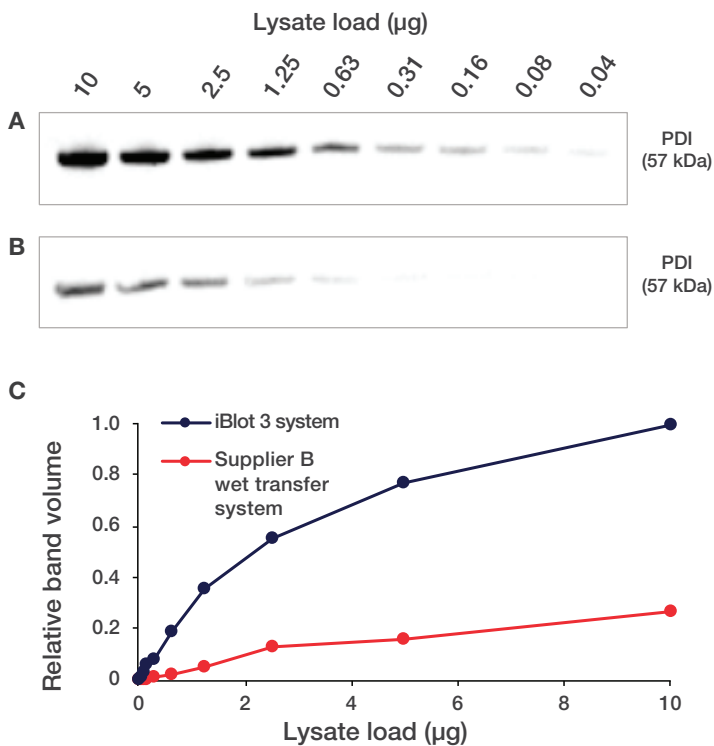 Lysate load (µg)
10 5 2.5 1.25 0.63 0.31 0.16 0.08 0.04
A
PDI
(57 kDa)
B
PDI
(57 kDa)
C
Relative band volume
1.0
0.8
0.6
0.4
0.2
0
iBlot 3 system
Supplier B
wet transfer
system
0 2 4 6 8 10
Lysate load (µg)